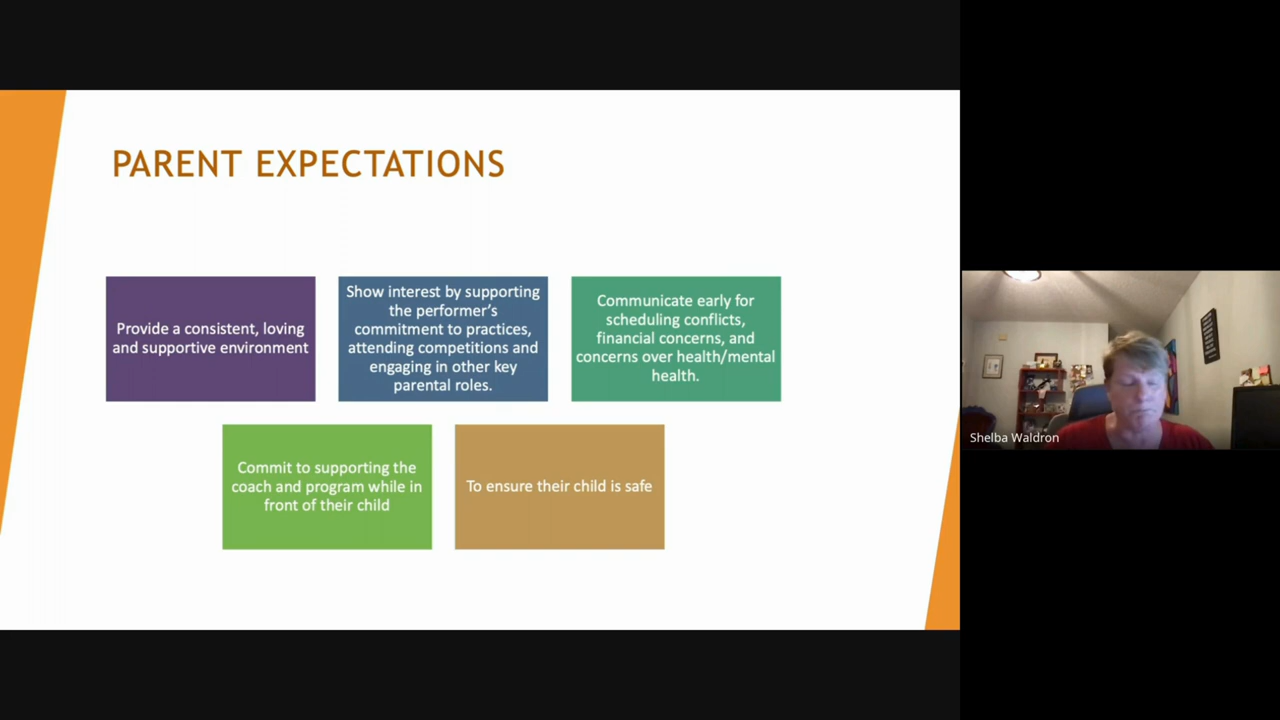 PARENT EXPECTATIONS
Provide a consistent, loving
and supportive environment
Show interest by supporting
the performer's
commitment to practices,
attending competitions and
engaging in other key
parental roles.
Communicate early for
scheduling conflicts,
financial concerns, and
concerns over health/mental
health.
Commit to supporting the
coach and program while in
front of their child
To ensure their child is safe
Shelba Waldron